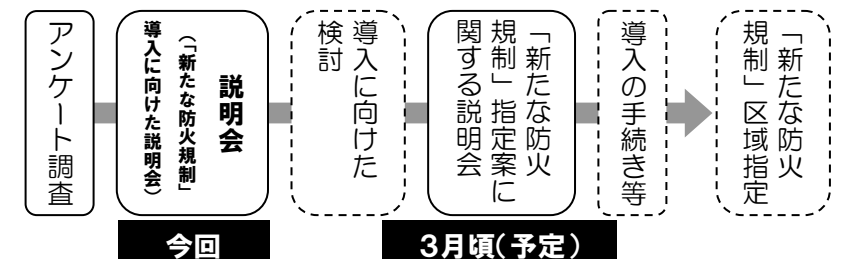 アンケート調査
説明会
（「新たな防火規制」
導入に向けた説明会）
導入に向けた
検討
「新たな防火
規制」指定案に
関する説明会
導入の手続き等
「新たな防火
規制」区域指定
今回
3月頃（予定）